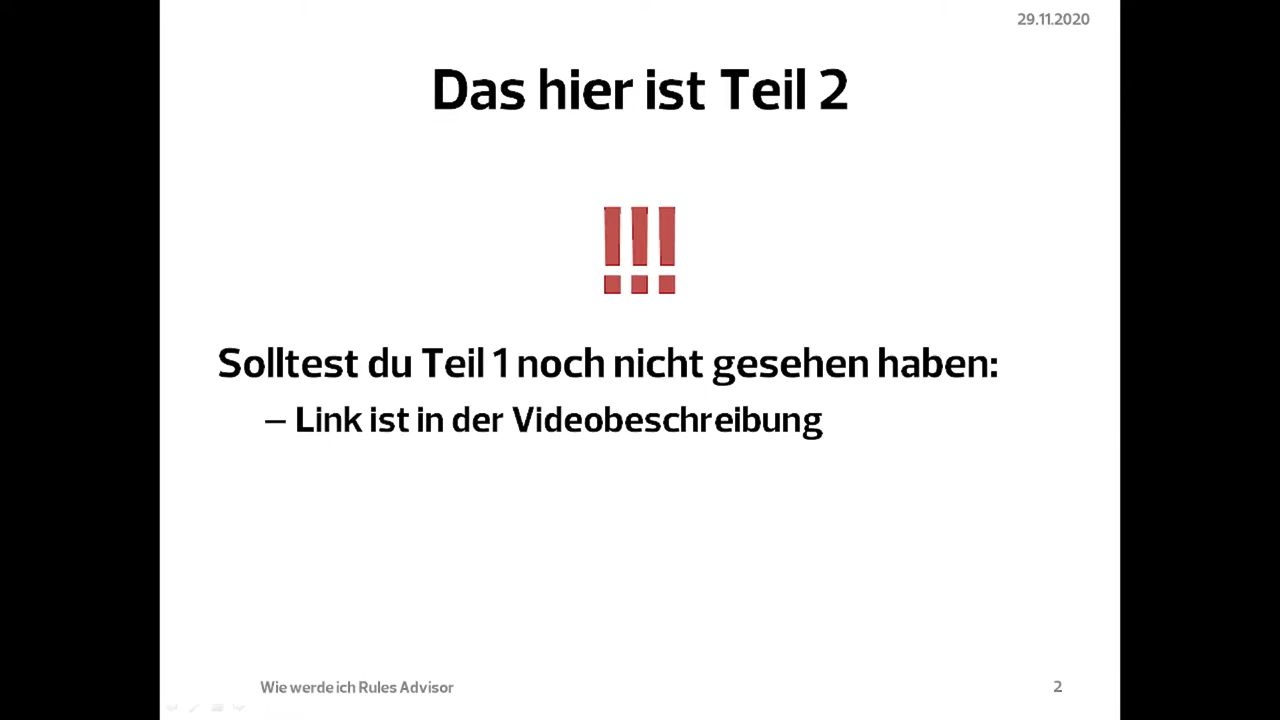 29.11.2020
Das hier ist Teil 2
!!!
Solltest du Teil 1 noch nicht gesehen haben:
– Link ist in der Videobeschreibung
Wie werde ich Rules Advisor
2